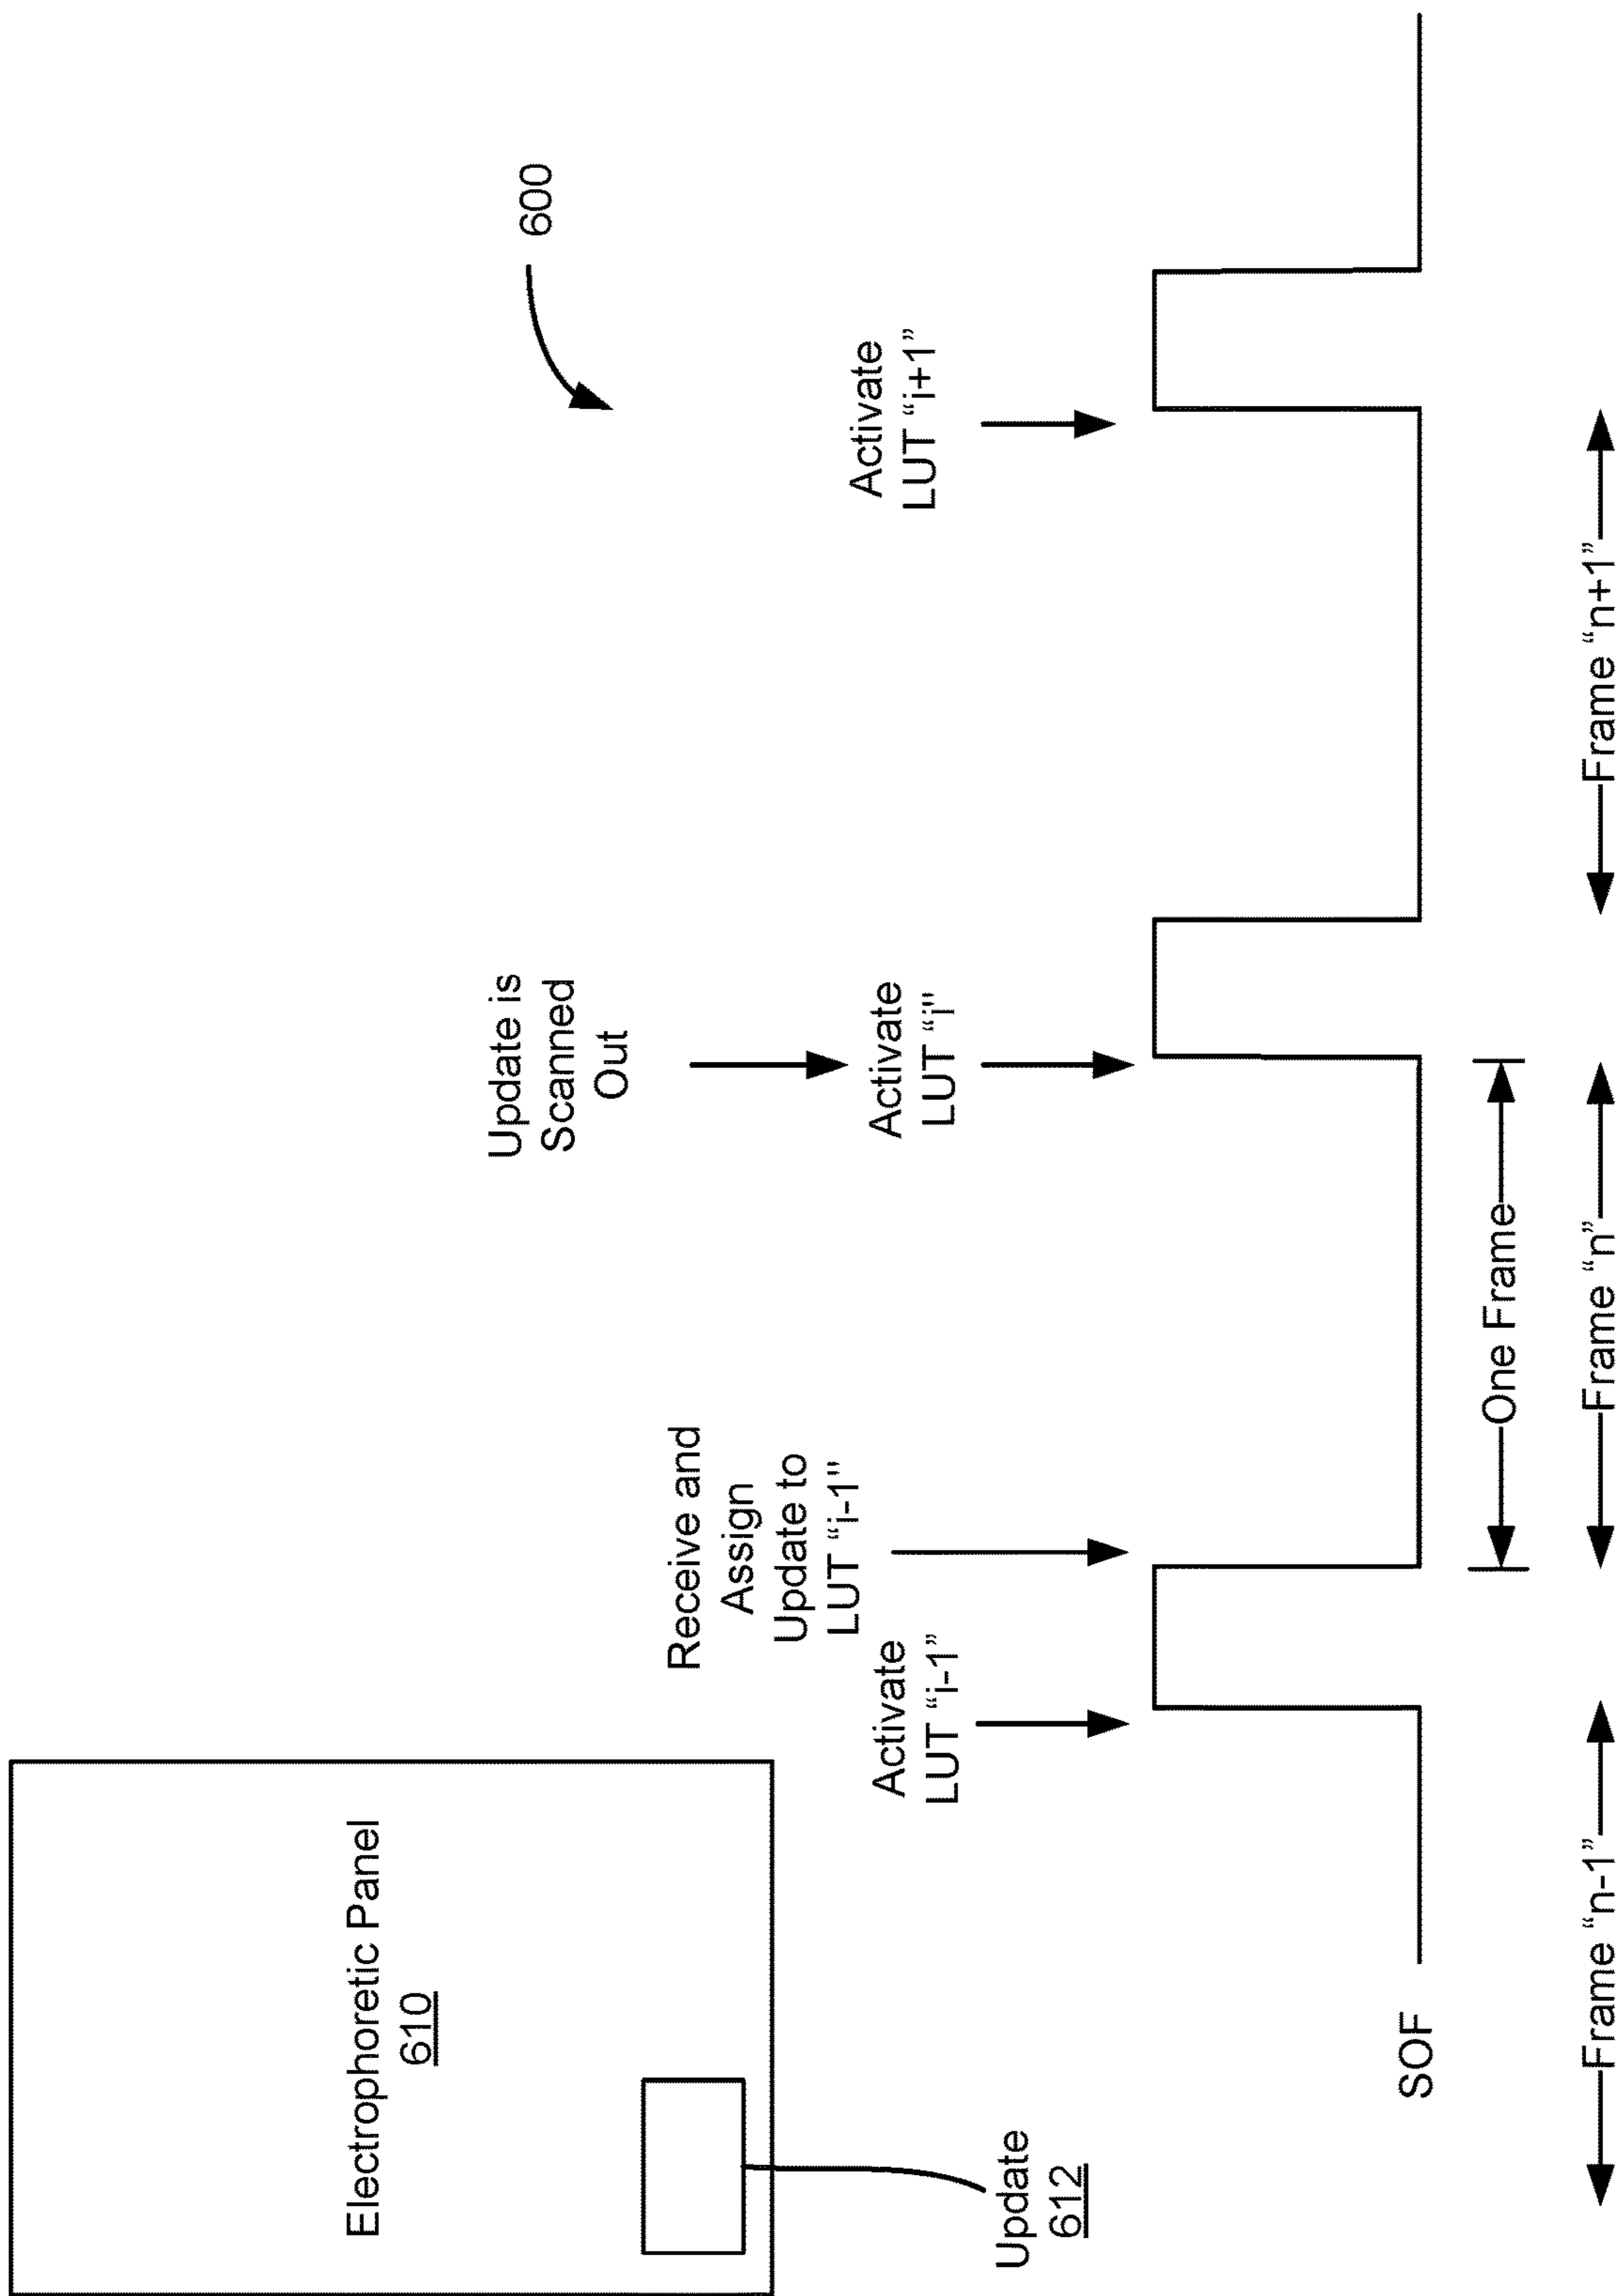 Electrophoretic Panel
610
Update
612
600
Update is
Scanned
Out
Receive and
Assign
Update to
LUT “i-1"
Activate
LUT “i-1”
Activate
LUT “i"
Activate
LUT “i+1”
SOF
One Frame
Frame “n-1”
Frame “n”
Frame “n+1”